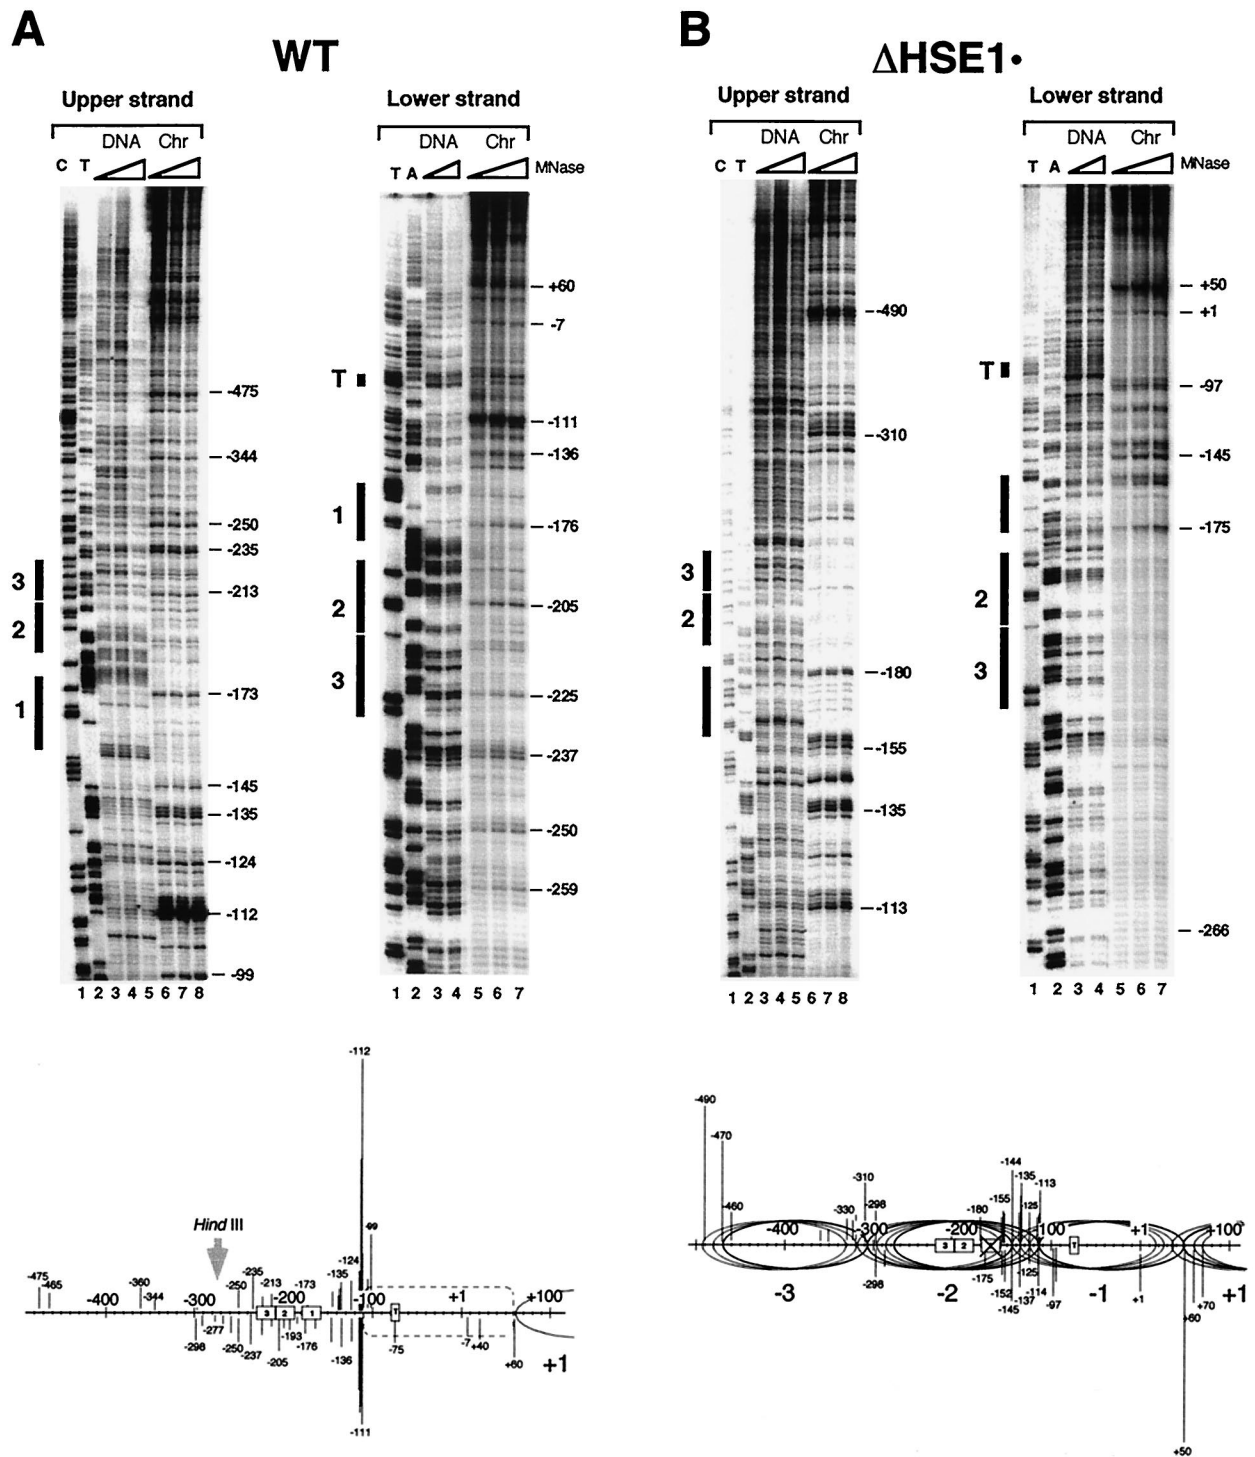 A
WT
Upper strand
DNA Chr
C T
-475
-344
-250
-235
3
-213
2
-173
1
-145
-135
-124
-112
-99
1 2 3 4 5 6 7 8
Lower strand
DNA Chr
T A MNase
+60
-7
T
-111
-136
1
-176
2
-205
3
-225
-237
-250
-259
1 2 3 4 5 6 7
B
ΔHSE1•
Upper strand
DNA Chr
C T
-490
-310
3
2
-180
-155
-135
-113
1 2 3 4 5 6 7 8
Lower strand
DNA Chr
T A MNase
+50
+1
T
-97
-145
-175
2
3
-266
1 2 3 4 5 6 7
-112
Hind III
-99
-124
-475 -465 -360 -344 -250 -235 -213 -173 -135
-400 -300 -200 -100 +1 +100
3 2 1 T
-298 -277 -250 -237 -205 -193 -176 -136 -75 -7 +40 +60
+1
-111
-490
-470
-460
-330 -310 -298 -180 -155 -144 -135 -125 -113
-400 -300 -200 -100 +1 +100
3 2 T
-298 -175 -152 -145 -137 -125 -114 -97 +1 +60 +70
-3 -2 -1 +1
+50